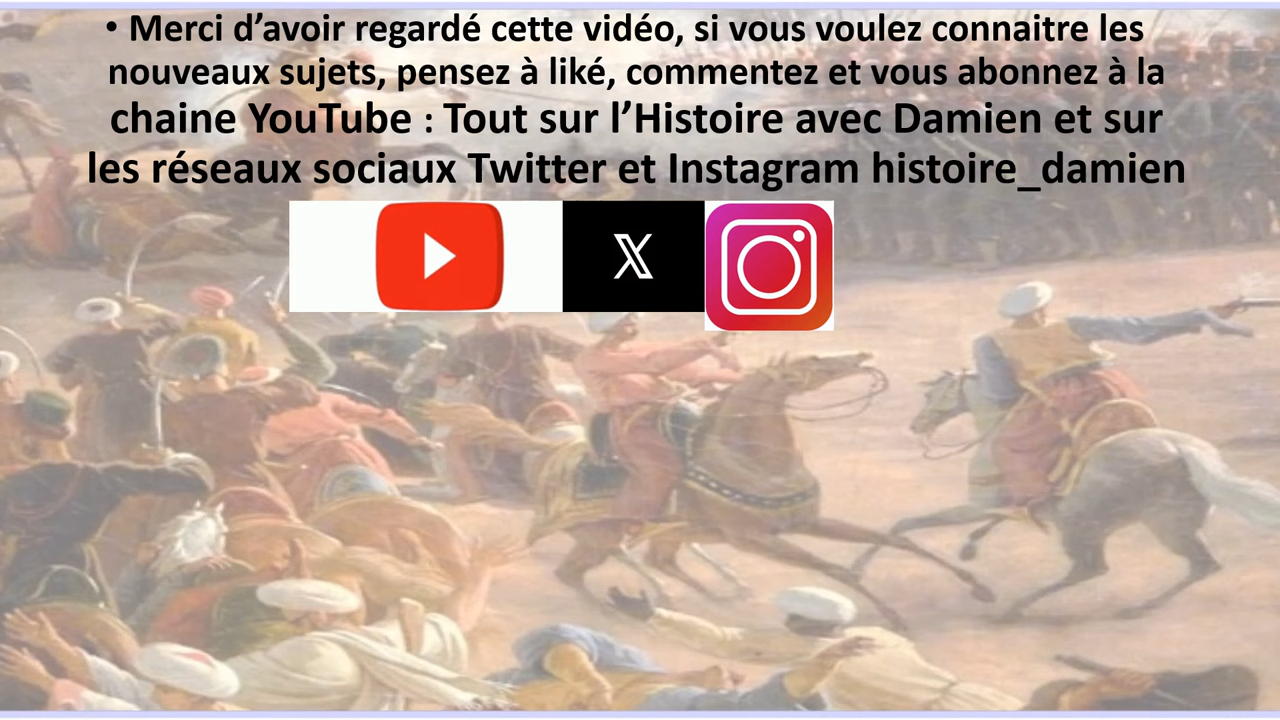 • Merci d’avoir regardé cette vidéo, si vous voulez connaitre les
nouveaux sujets, pensez à liké, commentez et vous abonnez à la
chaine YouTube : Tout sur l’Histoire avec Damien et sur
les réseaux sociaux Twitter et Instagram histoire_damien